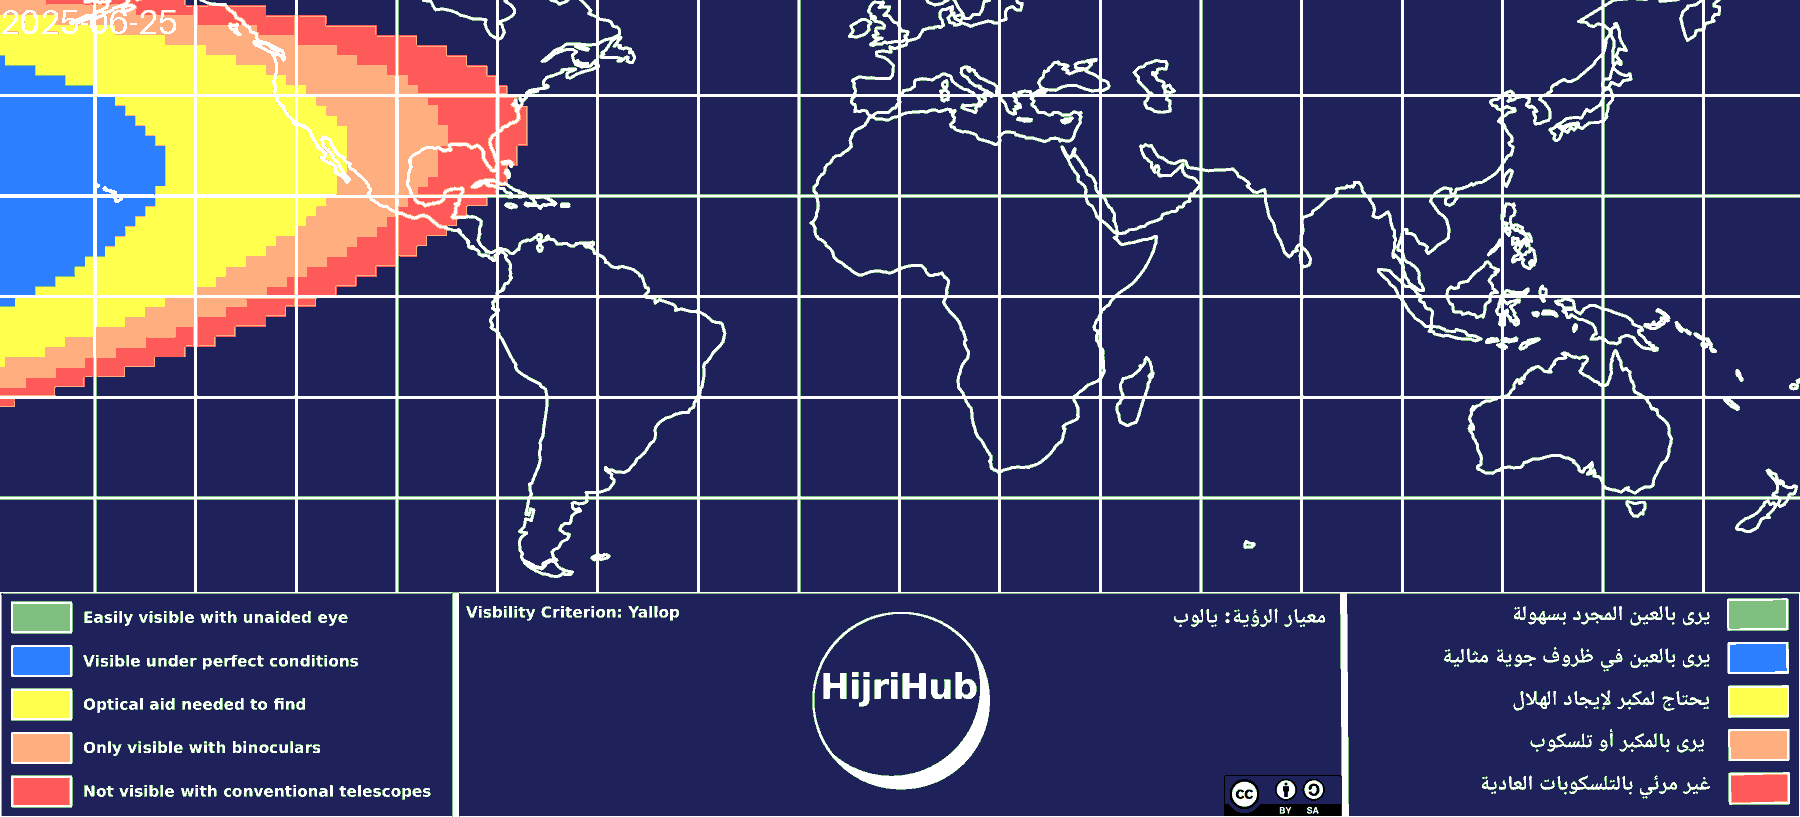 2025-06-25
Easily visible with unaided eye
Visible under perfect conditions
Optical aid needed to find
Only visible with binoculars
Not visible with conventional telescopes
Visbility Criterion: Yallop
معيار الرؤية: يالوب
HijriHub
cc
BY SA
يرى بالعين المجرد بسهولة
يرى بالعين في ظروف جوية مثالية
يحتاج لمكبر لإيجاد الهلال
يرى بالمكبر أو تلسكوب
غير مرئي بالتلسكوبات العادية